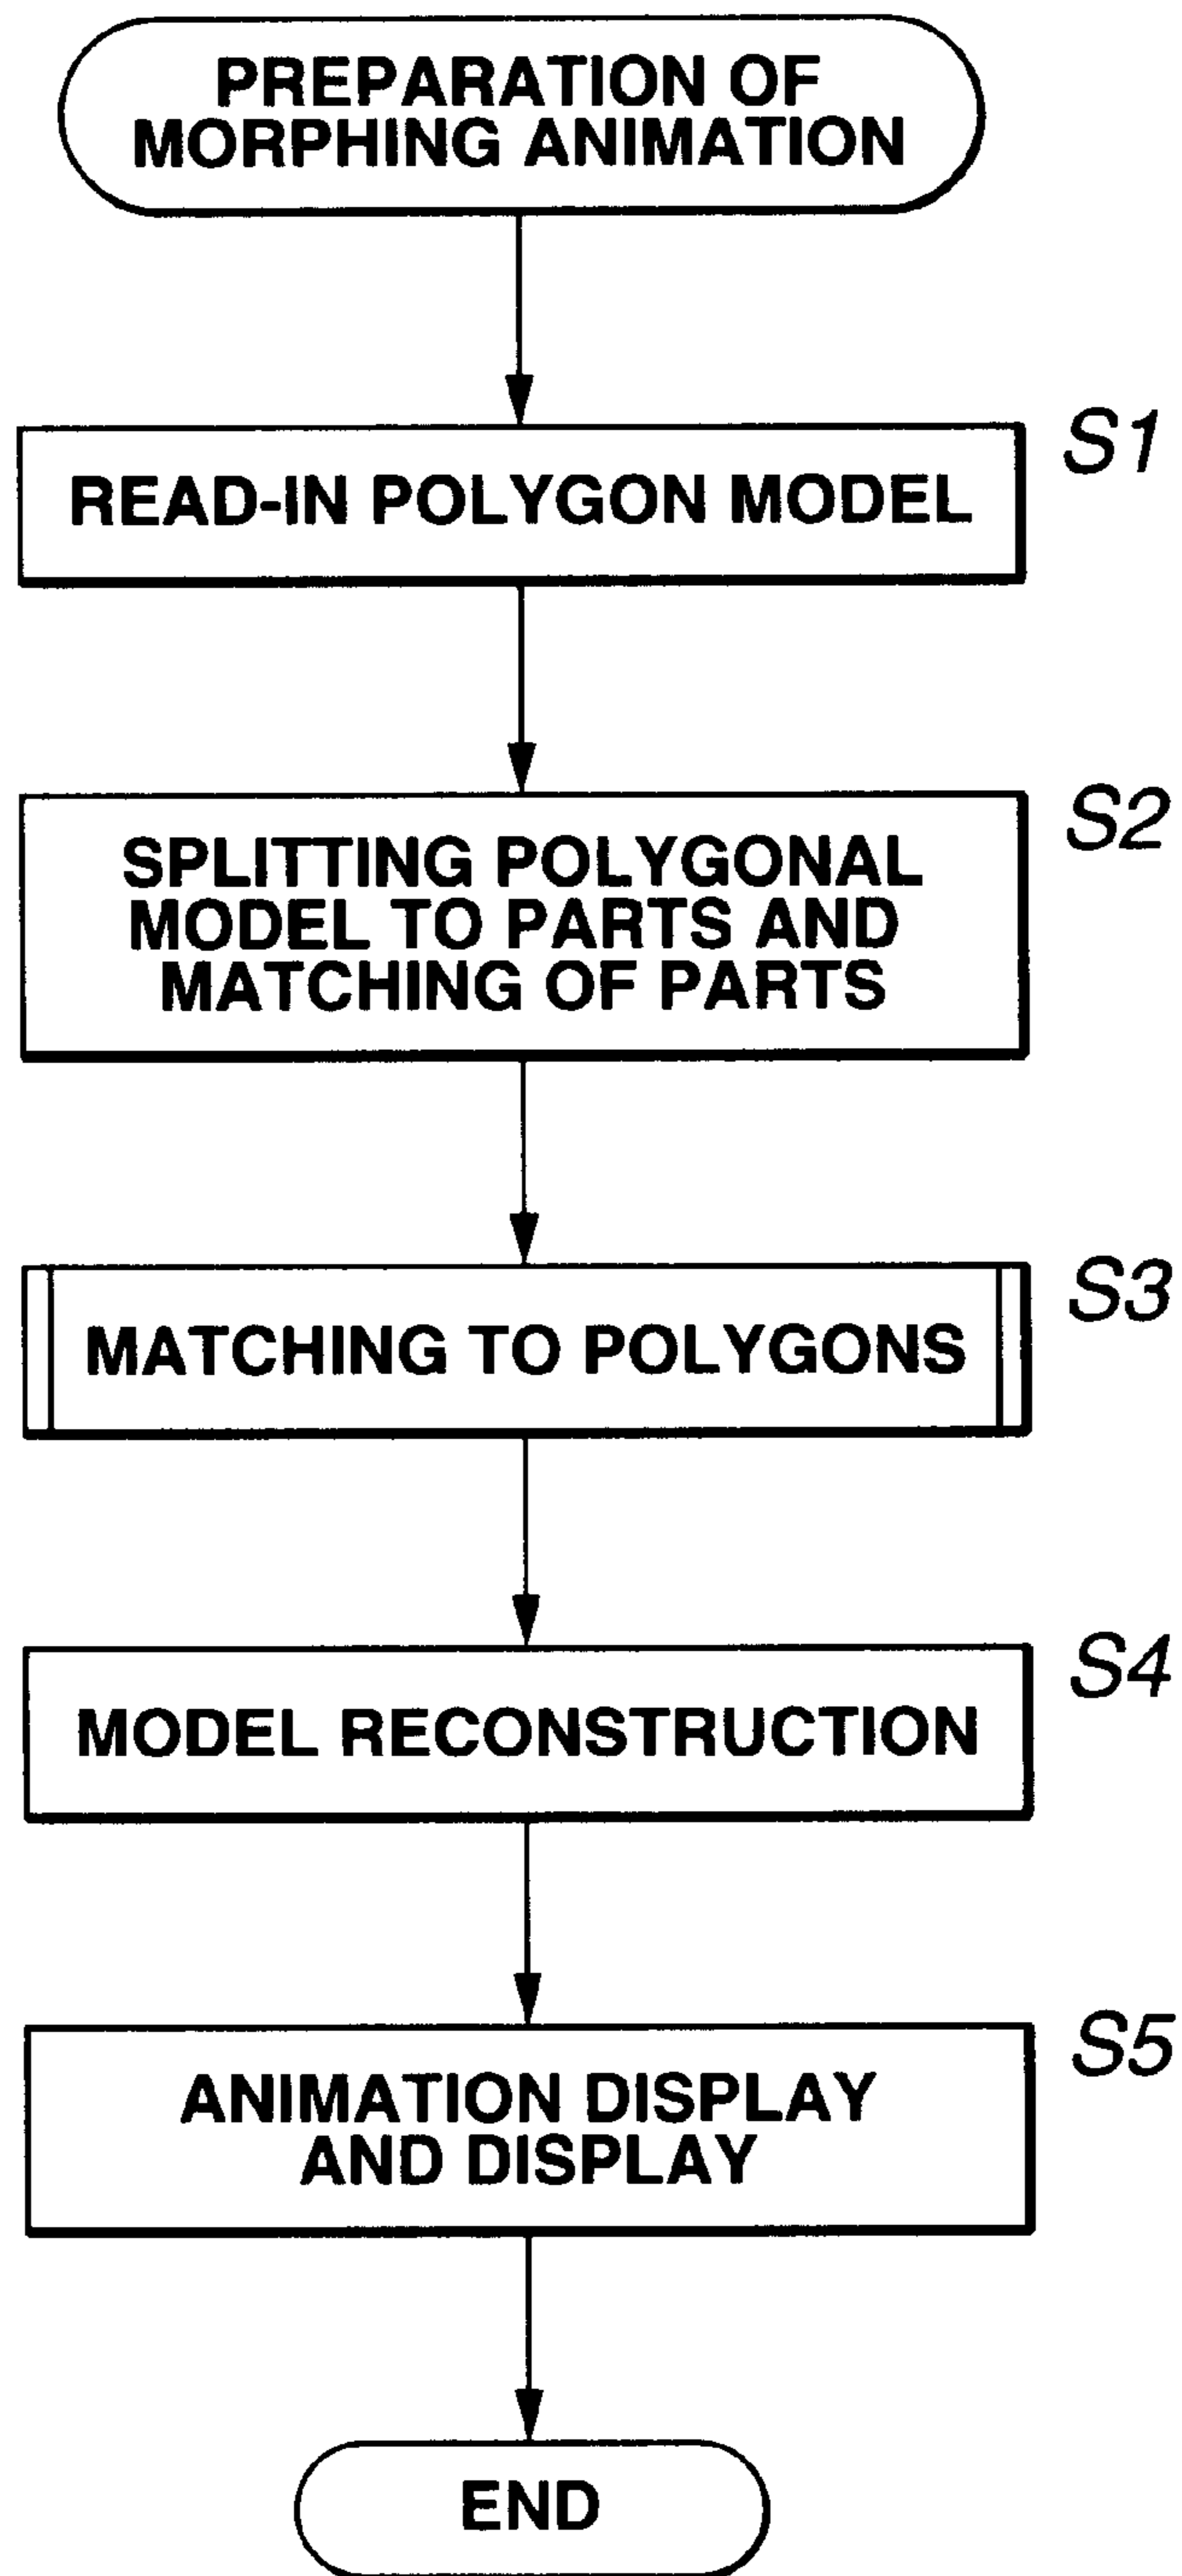 PREPARATION OF
MORPHING ANIMATION
S1
READ-IN POLYGON MODEL
S2
SPLITTING POLYGONAL
MODEL TO PARTS AND
MATCHING OF PARTS
S3
MATCHING TO POLYGONS
S4
MODEL RECONSTRUCTION
S5
ANIMATION DISPLAY
AND DISPLAY
END